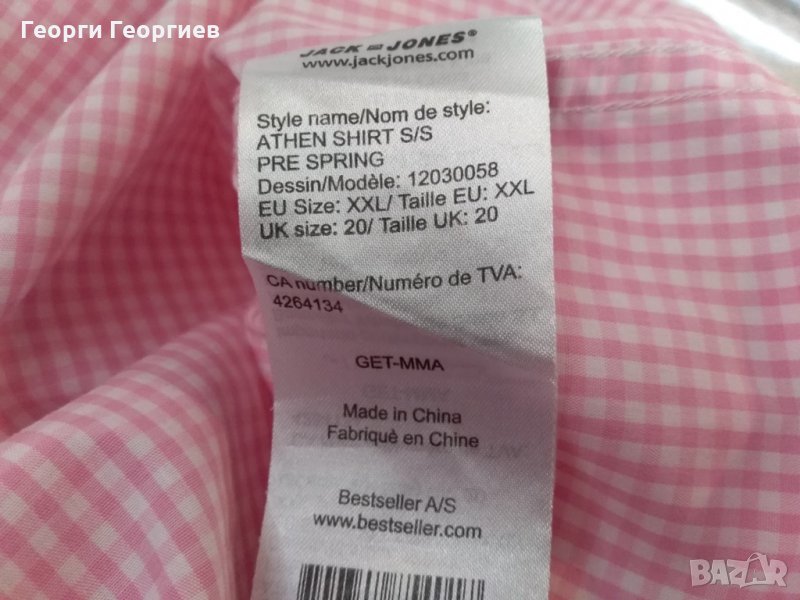 Георги Георгиев
JACK JONES®
www.jackjones.com
Style name/Nom de style:
ATHEN SHIRT S/S
PRE SPRING
Dessin/Modèle: 12030058
EU Size: XXL/ Taille EU: XXL
UK size: 20/ Taille UK: 20
CA number/Numéro de TVA:
4264134
GET-MMA
Made in China
Fabriquè en Chine
Bestseller A/S
www.bestseller.com
BAZAR